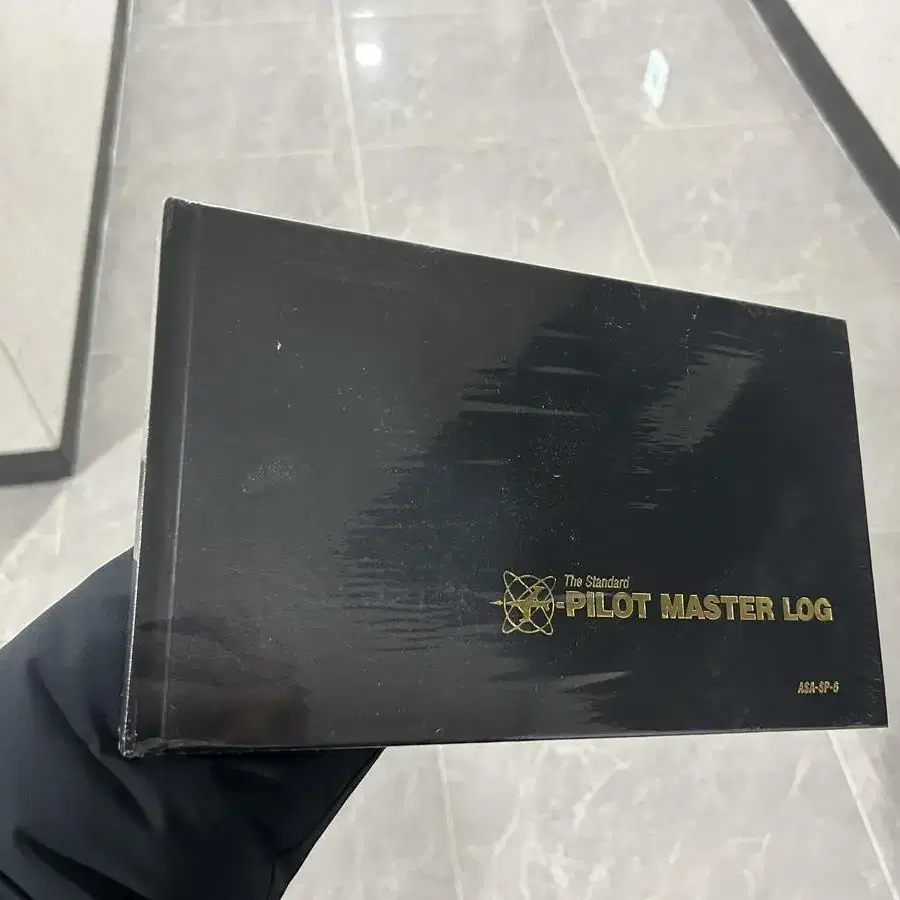 The Standard
PILOT MASTER LOG
ASA-SP-6